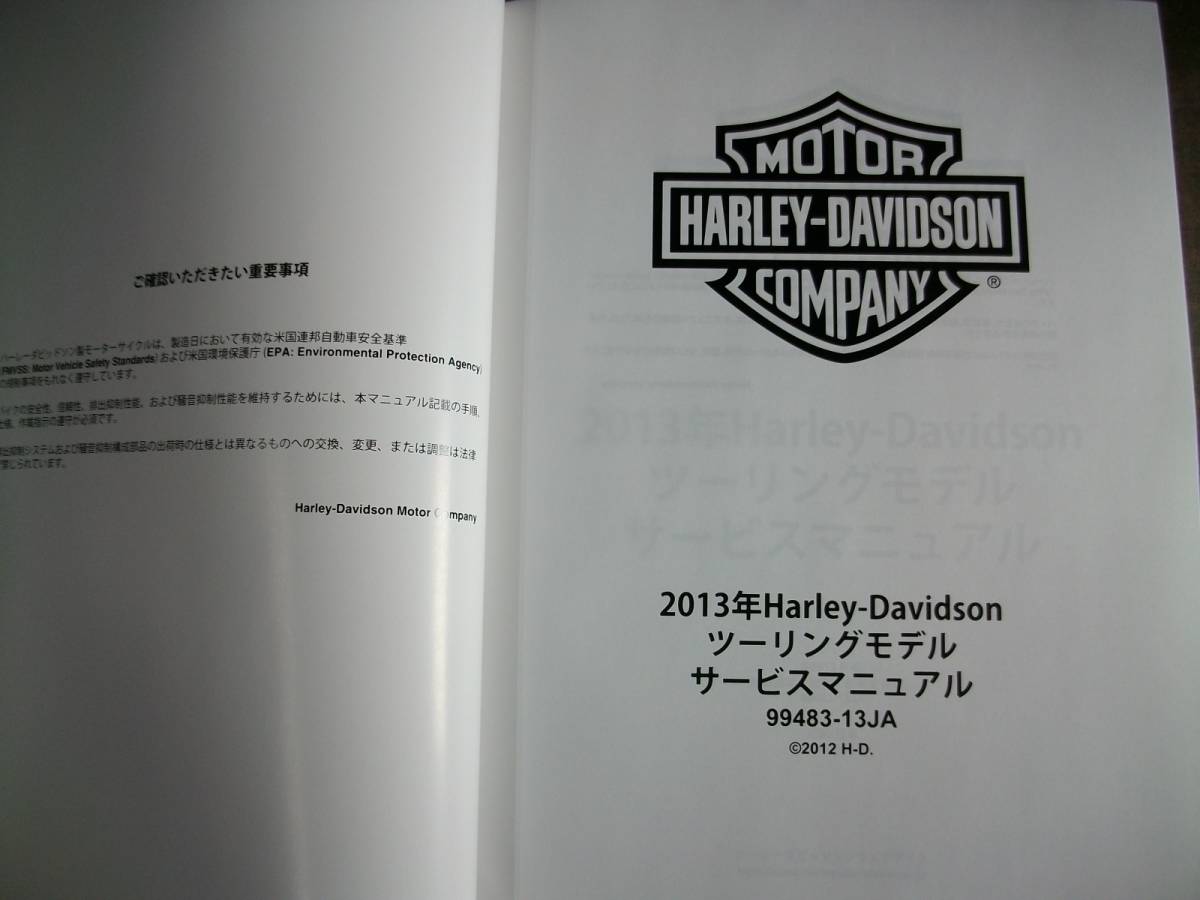 ご確認いただきたい重要事項
ハーレーダビッドソン製モーターサイクルは、製造日において有効な米国連邦自動車安全基準
(FMVSS: Motor Vehicle Safety Standards) および米国環境保護庁 (EPA: Environmental Protection Agency)
の規制事項をもれなく遵守しています。
バイクの安全性、信頼性、排出抑制性能、および騒音抑制性能を維持するためには、本マニュアル記載の手順、
仕様、作業指示の遵守が必須です。
排出抑制システムおよび騒音抑制構成部品の出荷時の仕様とは異なるものへの交換、変更、または調整は法律
で禁じられています。
Harley-Davidson Motor Company
MOTOR
HARLEY-DAVIDSON
COMPANY
®
2013年Harley-Davidson
ツーリングモデル
サービスマニュアル
99483-13JA
©2012 H-D.